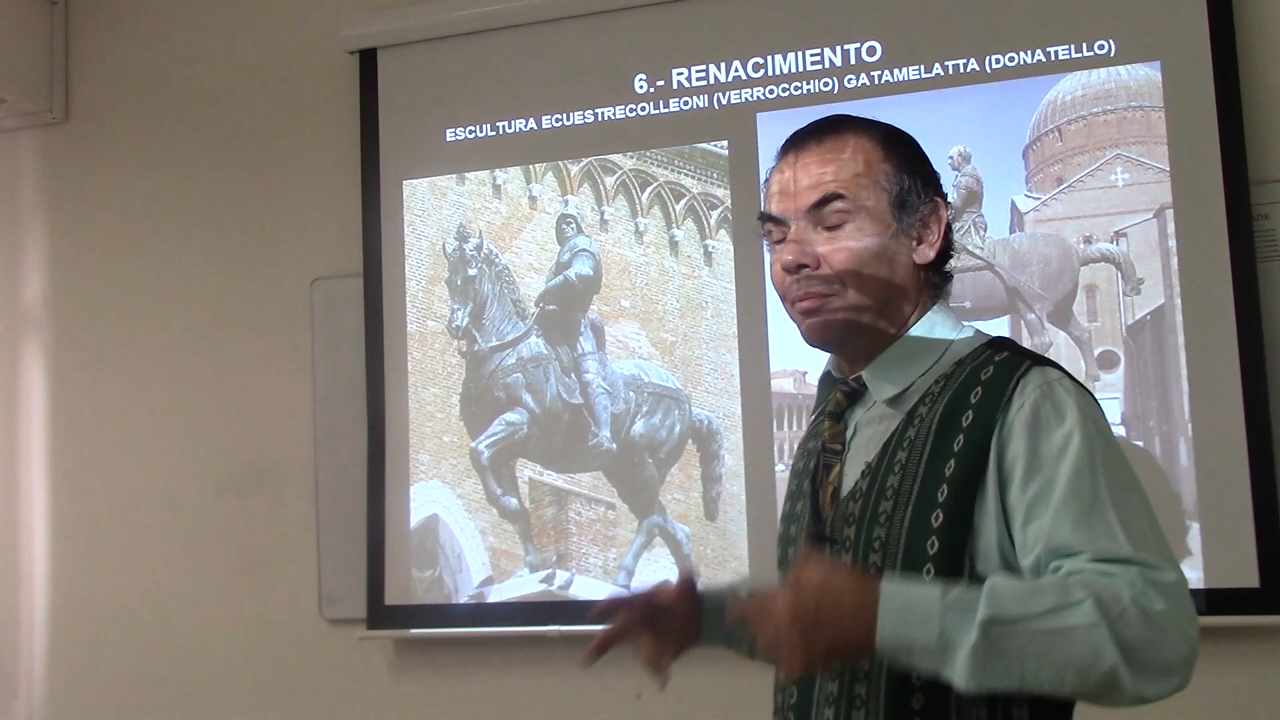 6.- RENACIMIENTO
ESCULTURA ECUESTRECOLLEONI (VERROCCHIO) GATAMELATTA (DONATELLO)